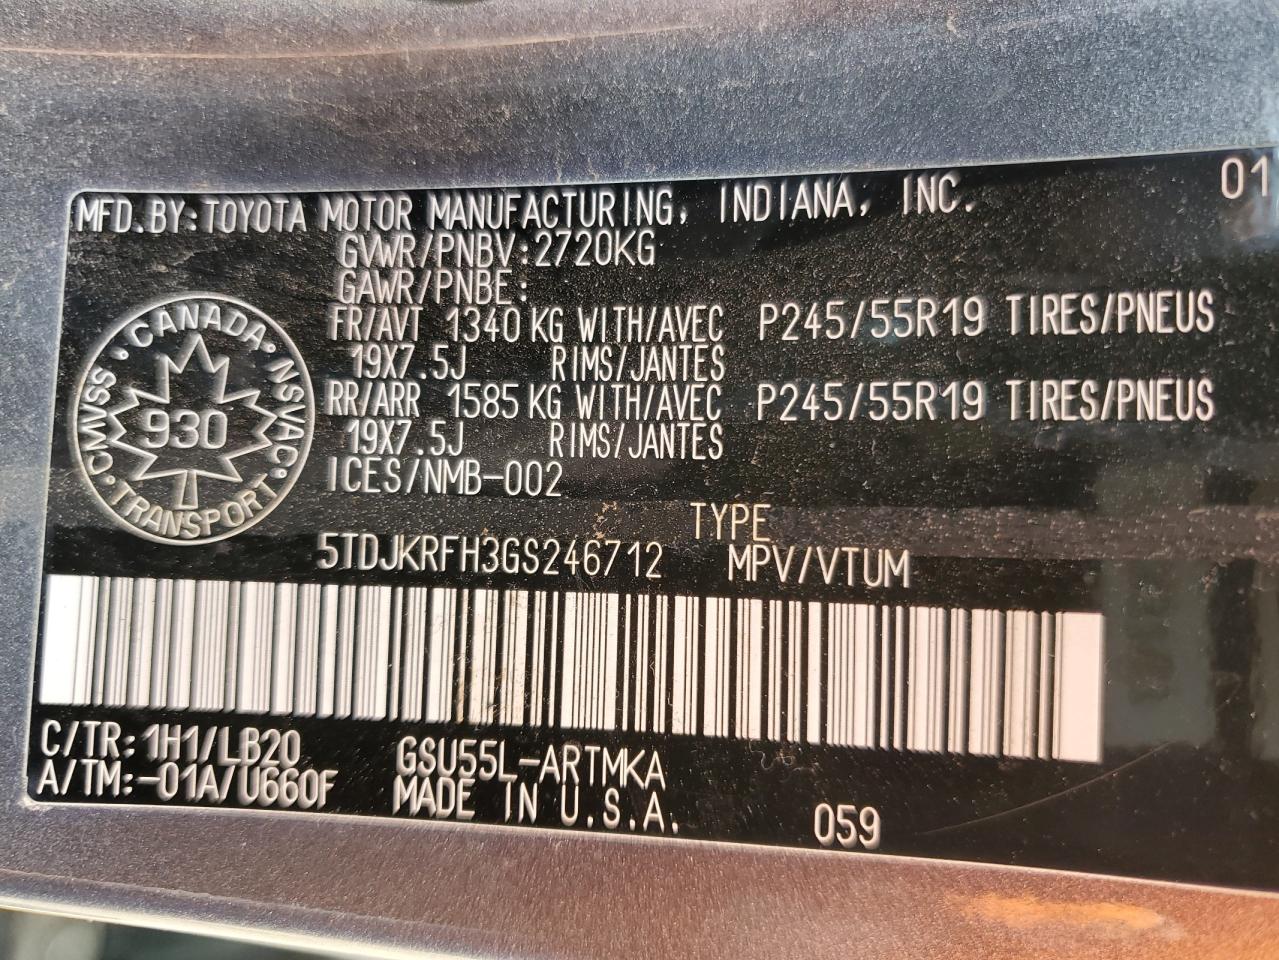 01
MFD.BY:TOYOTA MOTOR MANUFACTURING, INDIANA, INC.
GVWR/PNBV:2720KG
GAWR/PNBE:
FR/AVT 1340 KG WITH/AVEC P245/55R19 TIRES/PNEUS
19X7.5J RIMS/JANTES
RR/ARR 1585 KG WITH/AVEC P245/55R19 TIRES/PNEUS
19X7.5J RIMS/JANTES
ICES/NMB-002
CMVSS · CANADA · NSVAC · TRANSPORT ·
930
TYPE
5TDJKRFH3GS246712 MPV/VTUM
C/TR:1H1/LB20 GSU55L-ARTMKA
A/TM:-01A/U660F MADE IN U.S.A.
059